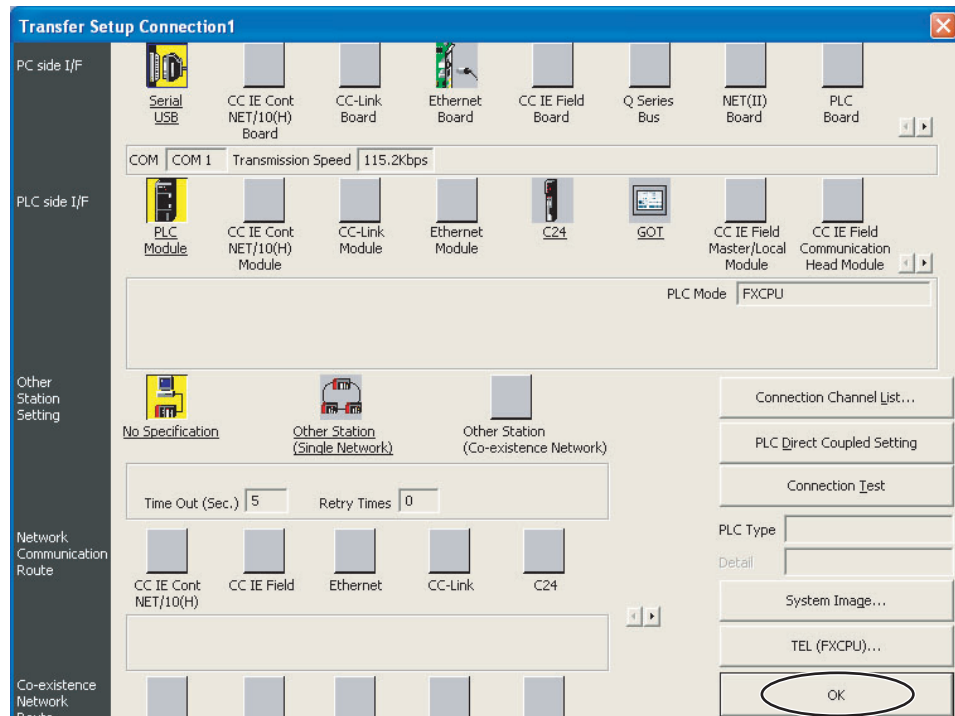 Transfer Setup Connection1
PC side I/F
Serial
USB
CC IE Cont
NET/10(H)
Board
CC-Link
Board
Ethernet
Board
CC IE Field
Board
Q Series
Bus
NET(II)
Board
PLC
Board
COM COM 1 Transmission Speed 115.2Kbps
PLC side I/F
PLC
Module
CC IE Cont
NET/10(H)
Module
CC-Link
Module
Ethernet
Module
C24
GOT
CC IE Field
Master/Local
Module
CC IE Field
Communication
Head Module
PLC Mode FXCPU
Other
Station
Setting
No Specification
Other Station
(Single Network)
Other Station
(Co-existence Network)
Time Out (Sec.) 5 Retry Times 0
Connection Channel List...
PLC Direct Coupled Setting
Connection Test
PLC Type
Detail
System Image...
TEL (FXCPU)...
OK
Network
Communication
Route
CC IE Cont
NET/10(H)
CC IE Field
Ethernet
CC-Link
C24
Co-existence
Network
Route